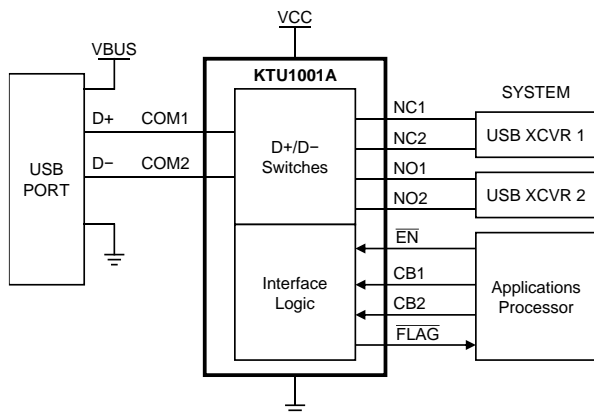 VCC
VBUS
KTU1001A
USB
PORT
D+
COM1
D−
COM2
D+/D−
Switches
Interface
Logic
NC1
NC2
NO1
NO2
EN
CB1
CB2
FLAG
SYSTEM
USB XCVR 1
USB XCVR 2
Applications
Processor